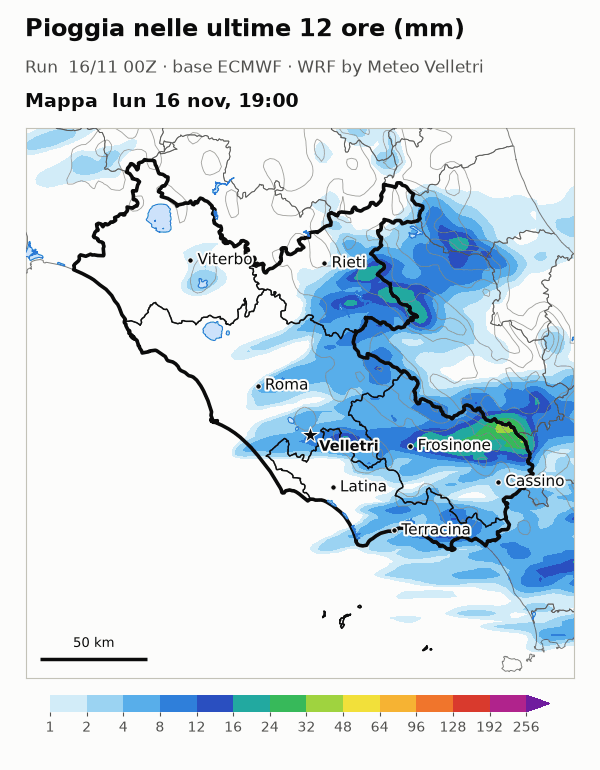 Pioggia nelle ultime 12 ore (mm)
Run  16/11 00Z · base ECMWF · WRF by Meteo Velletri
Mappa  lun 16 nov, 19:00
Viterbo
Rieti
Roma
Velletri
Frosinone
Latina
Cassino
Terracina
50 km
1 2 4 8 12 16 24 32 48 64 96 128 192 256